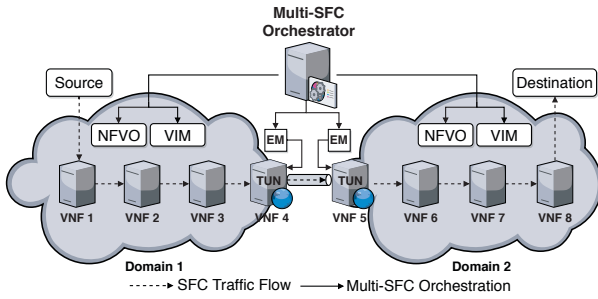 Multi-SFC
Orchestrator
Source
Destination
NFVO
VIM
EM
EM
NFVO
VIM
TUN
TUN
VNF 1
VNF 2
VNF 3
VNF 4
VNF 5
VNF 6
VNF 7
VNF 8
Domain 1
Domain 2
SFC Traffic Flow
Multi-SFC Orchestration